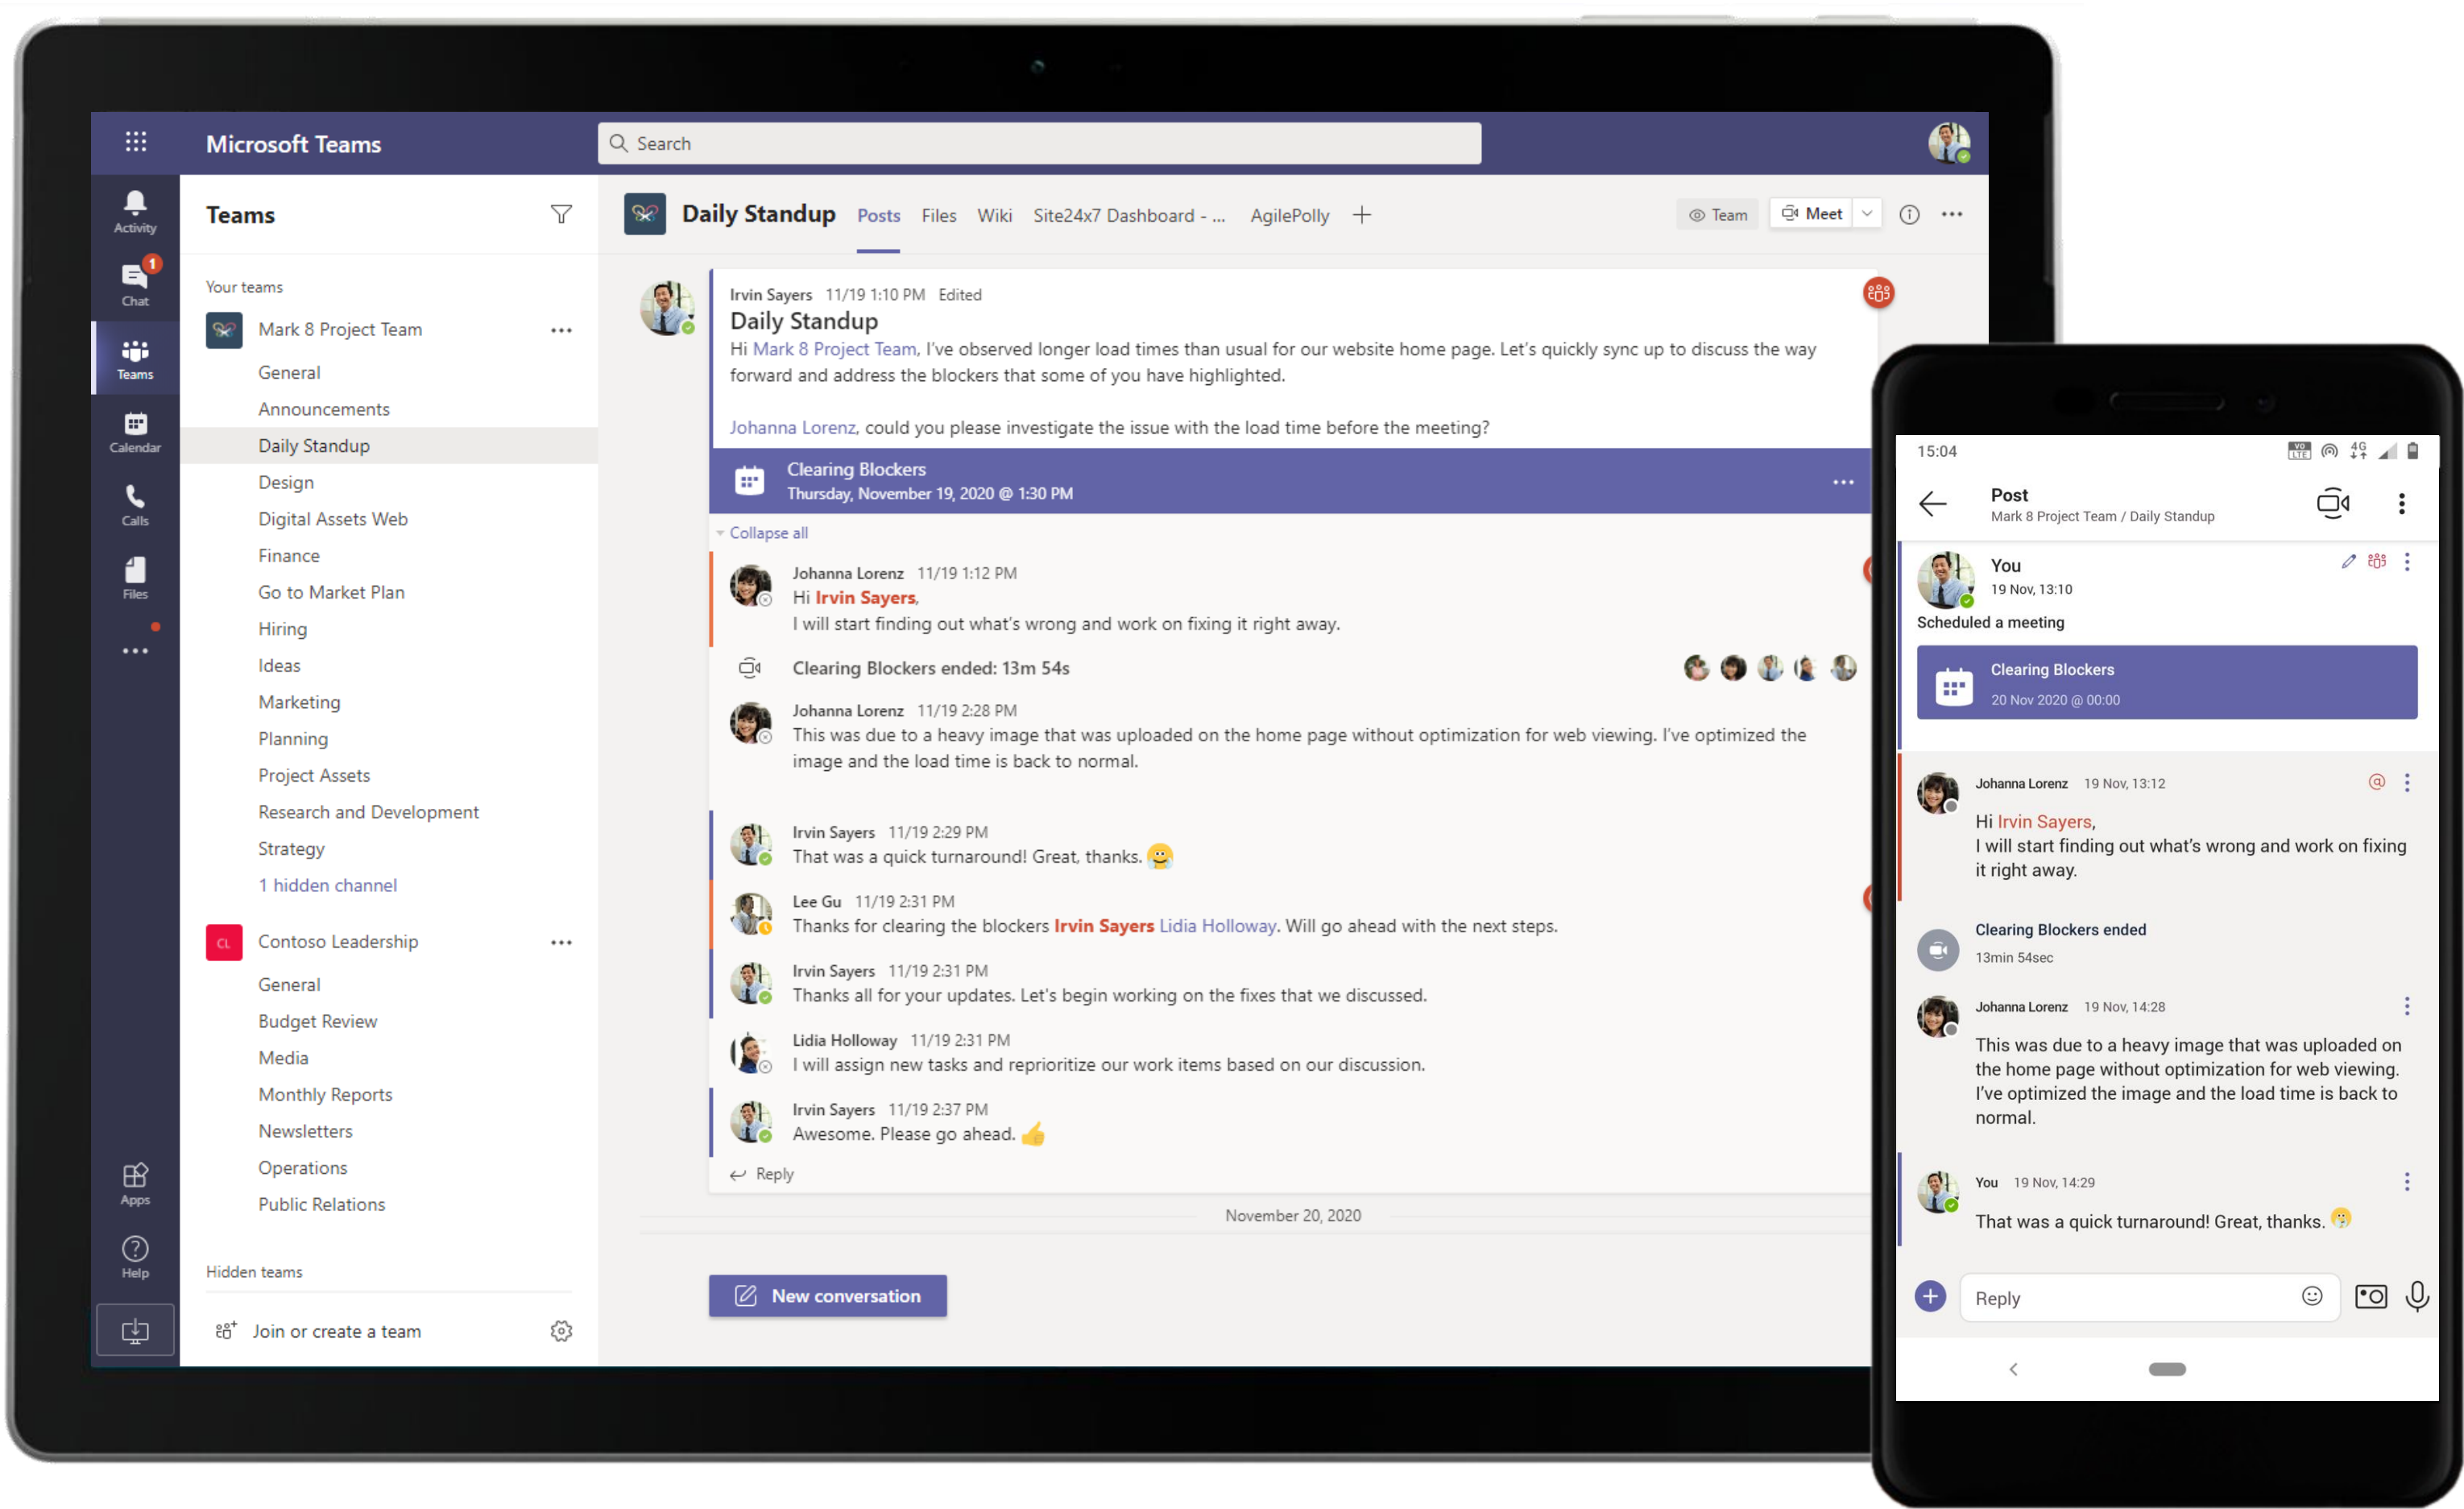 Microsoft Teams
Search
Activity
1
Chat
Teams
Calendar
Calls
Files
Apps
Help
Teams
Your teams
Mark 8 Project Team
General
Announcements
Daily Standup
Design
Digital Assets Web
Finance
Go to Market Plan
Hiring
Ideas
Marketing
Planning
Project Assets
Research and Development
Strategy
1 hidden channel
CL Contoso Leadership
General
Budget Review
Media
Monthly Reports
Newsletters
Operations
Public Relations
Hidden teams
Join or create a team
Daily Standup Posts Files Wiki Site24x7 Dashboard - ... AgilePolly
Team Meet
Irvin Sayers 11/19 1:10 PM Edited
Daily Standup
Hi Mark 8 Project Team, I've observed longer load times than usual for our website home page. Let's quickly sync up to discuss the way
forward and address the blockers that some of you have highlighted.
Johanna Lorenz, could you please investigate the issue with the load time before the meeting?
Clearing Blockers
Thursday, November 19, 2020 @ 1:30 PM
Collapse all
Johanna Lorenz 11/19 1:12 PM
Hi Irvin Sayers,
I will start finding out what's wrong and work on fixing it right away.
Clearing Blockers ended: 13m 54s
Johanna Lorenz 11/19 2:28 PM
This was due to a heavy image that was uploaded on the home page without optimization for web viewing. I've optimized the
image and the load time is back to normal.
Irvin Sayers 11/19 2:29 PM
That was a quick turnaround! Great, thanks.
Lee Gu 11/19 2:31 PM
Thanks for clearing the blockers Irvin Sayers Lidia Holloway. Will go ahead with the next steps.
Irvin Sayers 11/19 2:31 PM
Thanks all for your updates. Let's begin working on the fixes that we discussed.
Lidia Holloway 11/19 2:31 PM
I will assign new tasks and reprioritize our work items based on our discussion.
Irvin Sayers 11/19 2:37 PM
Awesome. Please go ahead.
Reply
November 20, 2020
New conversation
15:04 VO LTE 4G
Post
Mark 8 Project Team / Daily Standup
You
19 Nov, 13:10
Scheduled a meeting
Clearing Blockers
20 Nov 2020 @ 00:00
Johanna Lorenz 19 Nov, 13:12 @
Hi Irvin Sayers,
I will start finding out what's wrong and work on fixing
it right away.
Clearing Blockers ended
13min 54sec
Johanna Lorenz 19 Nov, 14:28
This was due to a heavy image that was uploaded on
the home page without optimization for web viewing.
I've optimized the image and the load time is back to
normal.
You 19 Nov, 14:29
That was a quick turnaround! Great, thanks.
Reply